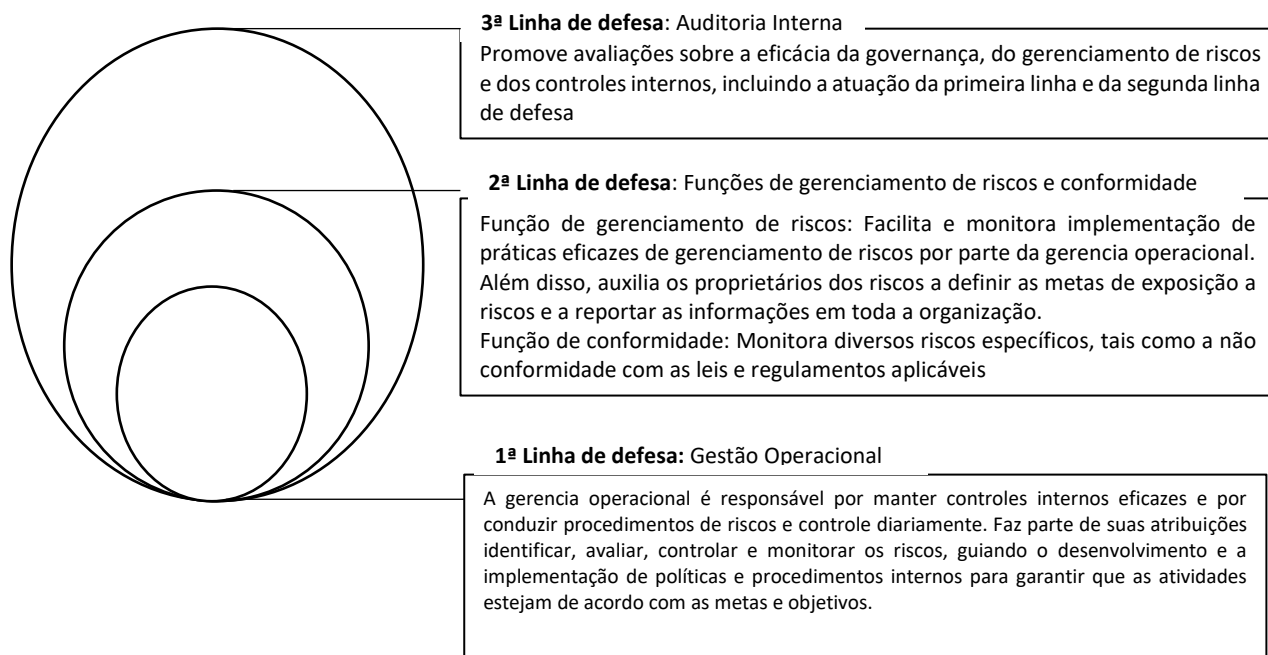 3ª Linha de defesa: Auditoria Interna
Promove avaliações sobre a eficácia da governança, do gerenciamento de riscos
e dos controles internos, incluindo a atuação da primeira linha e da segunda linha
de defesa
2ª Linha de defesa: Funções de gerenciamento de riscos e conformidade
Função de gerenciamento de riscos: Facilita e monitora implementação de
práticas eficazes de gerenciamento de riscos por parte da gerencia operacional.
Além disso, auxilia os proprietários dos riscos a definir as metas de exposição a
riscos e a reportar as informações em toda a organização.
Função de conformidade: Monitora diversos riscos específicos, tais como a não
conformidade com as leis e regulamentos aplicáveis
1ª Linha de defesa: Gestão Operacional
A gerencia operacional é responsável por manter controles internos eficazes e por
conduzir procedimentos de riscos e controle diariamente. Faz parte de suas atribuições
identificar, avaliar, controlar e monitorar os riscos, guiando o desenvolvimento e a
implementação de políticas e procedimentos internos para garantir que as atividades
estejam de acordo com as metas e objetivos.